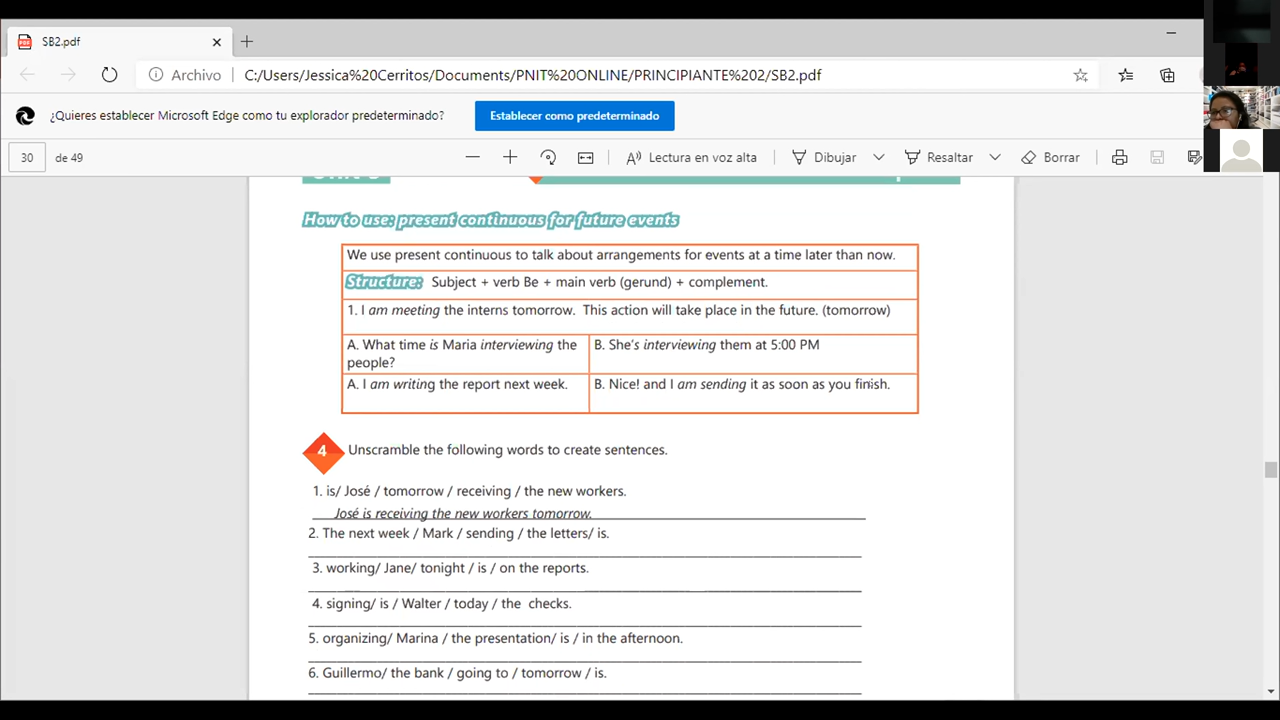 SB2.pdf
Archivo C:/Users/Jessica%20Cerritos/Documents/PNIT%20ONLINE/PRINCIPIANTE%202/SB2.pdf
¿Quieres establecer Microsoft Edge como tu explorador predeterminado? Establecer como predeterminado
30 de 49 Lectura en voz alta Dibujar Resaltar Borrar
How to use: present continuous for future events
We use present continuous to talk about arrangements for events at a time later than now.
Structure: Subject + verb Be + main verb (gerund) + complement.
1. I am meeting the interns tomorrow. This action will take place in the future. (tomorrow)
A. What time is Maria interviewing the people?
B. She's interviewing them at 5:00 PM
A. I am writing the report next week.
B. Nice! and I am sending it as soon as you finish.
4 Unscramble the following words to create sentences.
1. is/ José / tomorrow / receiving / the new workers.
José is receiving the new workers tomorrow.
2. The next week / Mark / sending / the letters/ is.
3. working/ Jane/ tonight / is / on the reports.
4. signing/ is / Walter / today / the checks.
5. organizing/ Marina / the presentation/ is / in the afternoon.
6. Guillermo/ the bank / going to / tomorrow / is.